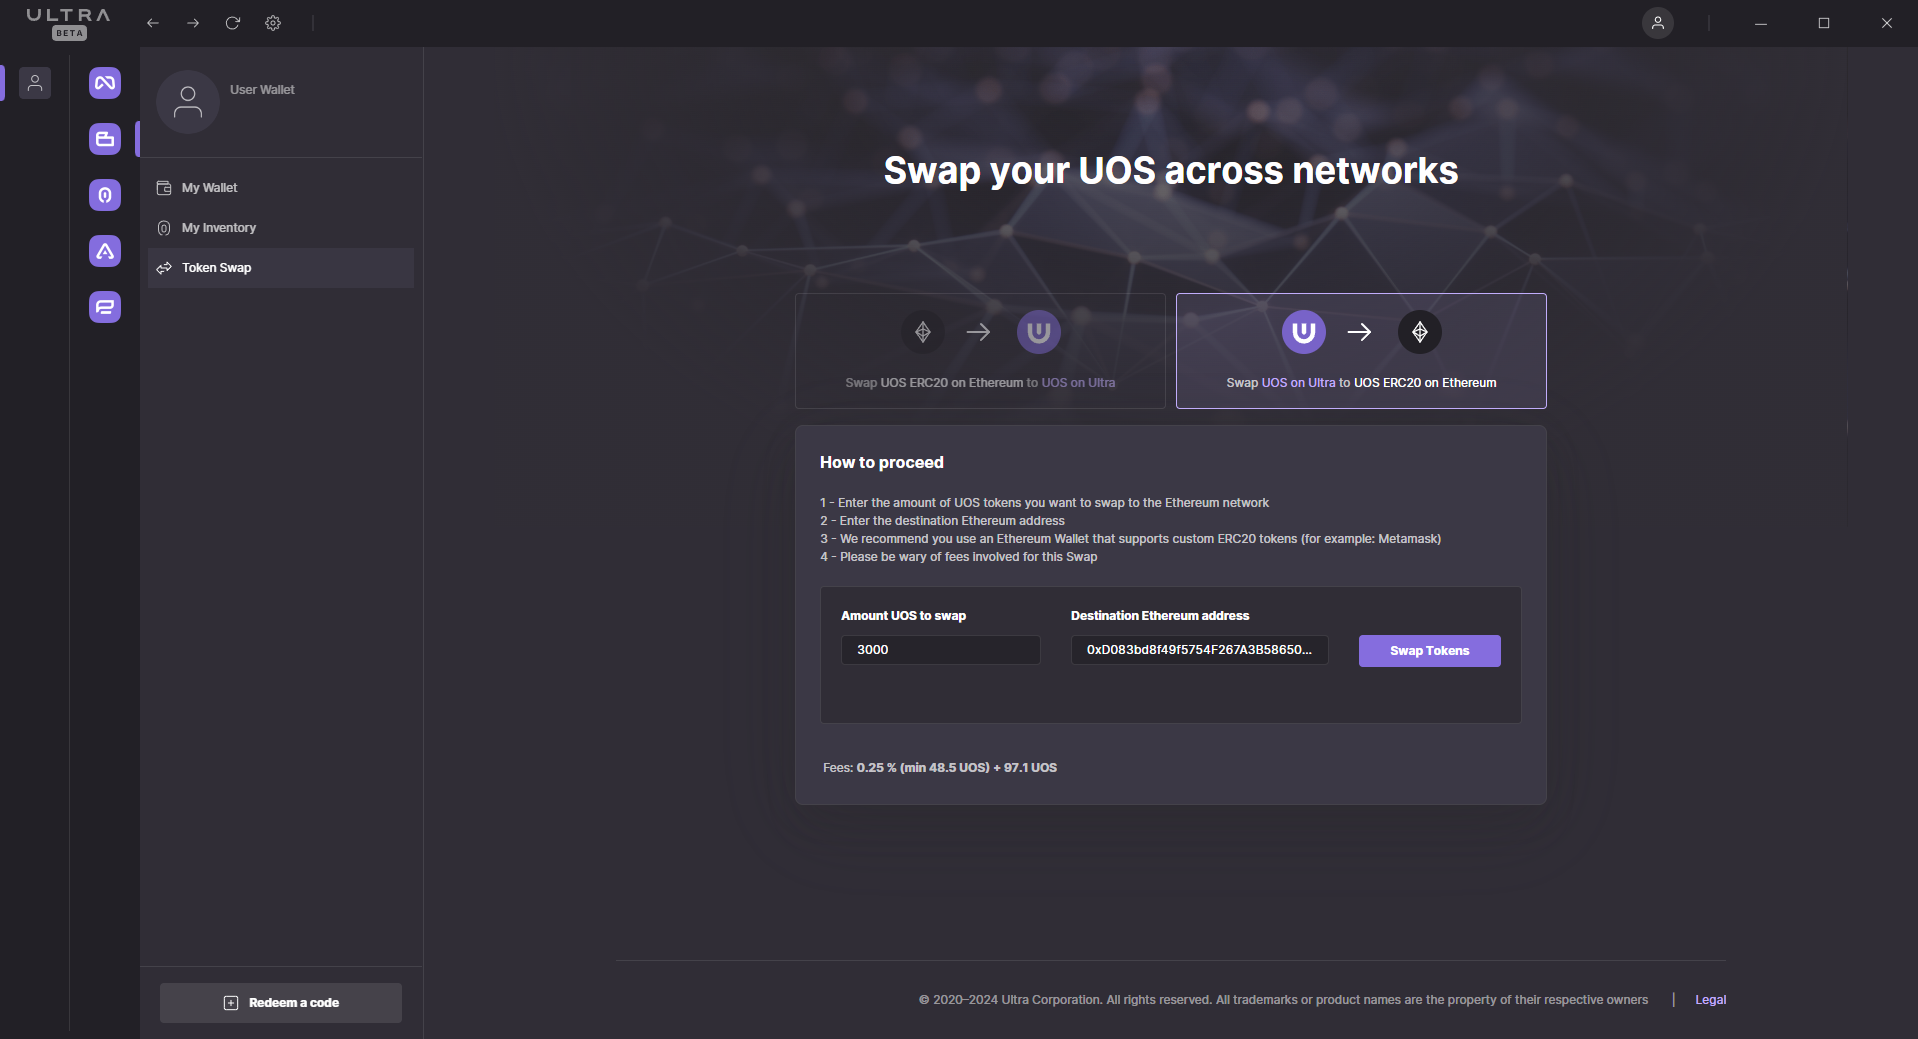 ULTRA
BETA
User Wallet
My Wallet
My Inventory
Token Swap
Redeem a code
Swap your UOS across networks
Swap UOS ERC20 on Ethereum to UOS on Ultra
Swap UOS on Ultra to UOS ERC20 on Ethereum
How to proceed
1 - Enter the amount of UOS tokens you want to swap to the Ethereum network
2 - Enter the destination Ethereum address
3 - We recommend you use an Ethereum Wallet that supports custom ERC20 tokens (for example: Metamask)
4 - Please be wary of fees involved for this Swap
Amount UOS to swap
Destination Ethereum address
3000
0xD083bd8f49f5754F267A3B58650...
Swap Tokens
Fees: 0.25 % (min 48.5 UOS) + 97.1 UOS
© 2020–2024 Ultra Corporation. All rights reserved. All trademarks or product names are the property of their respective owners | Legal